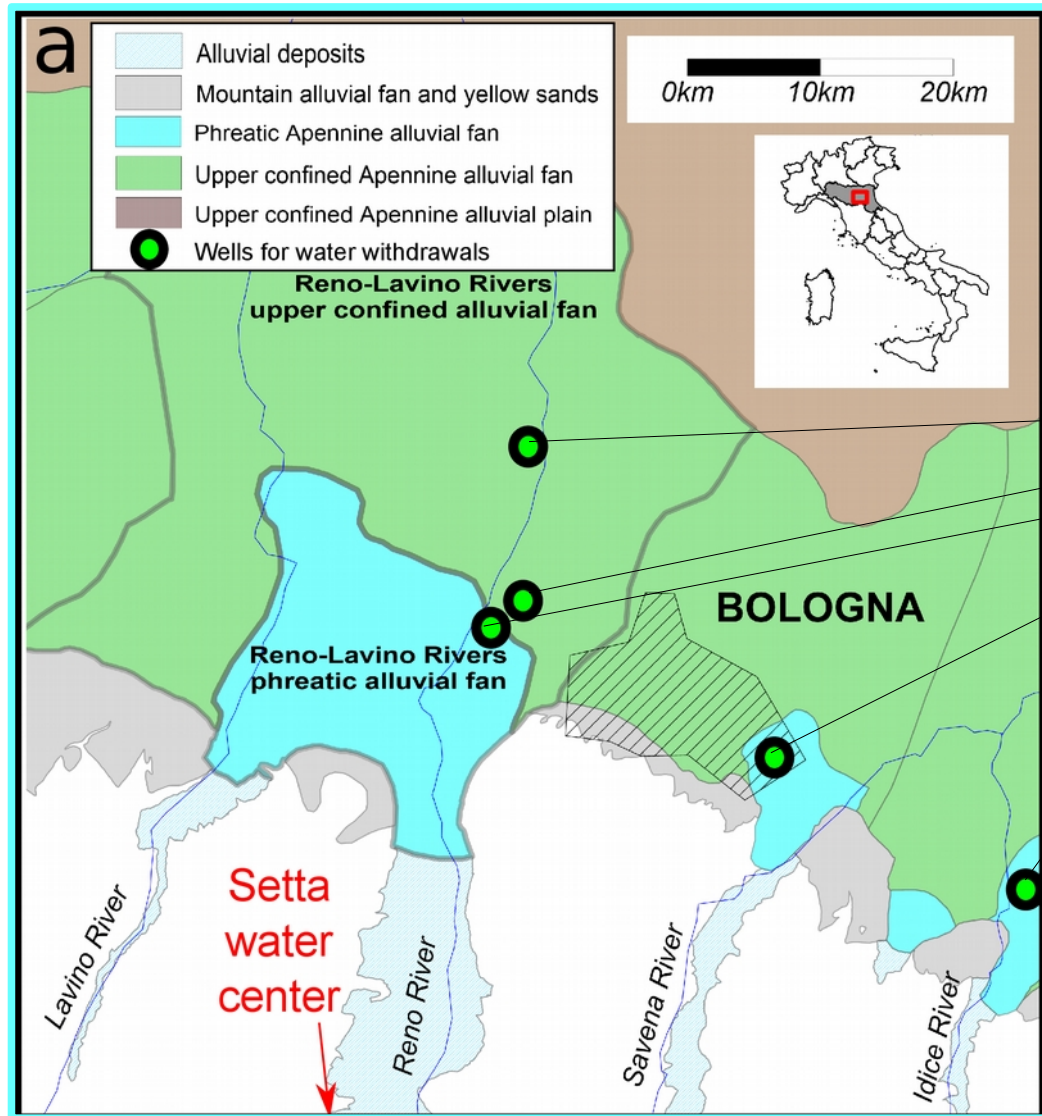 a
Alluvial deposits
Mountain alluvial fan and yellow sands
Phreatic Apennine alluvial fan
Upper confined Apennine alluvial fan
Upper confined Apennine alluvial plain
Wells for water withdrawals
0km 10km 20km
Reno-Lavino Rivers
upper confined alluvial fan
BOLOGNA
Reno-Lavino Rivers
phreatic alluvial fan
Setta
water
center
Lavino River
Reno River
Savena River
Idice River